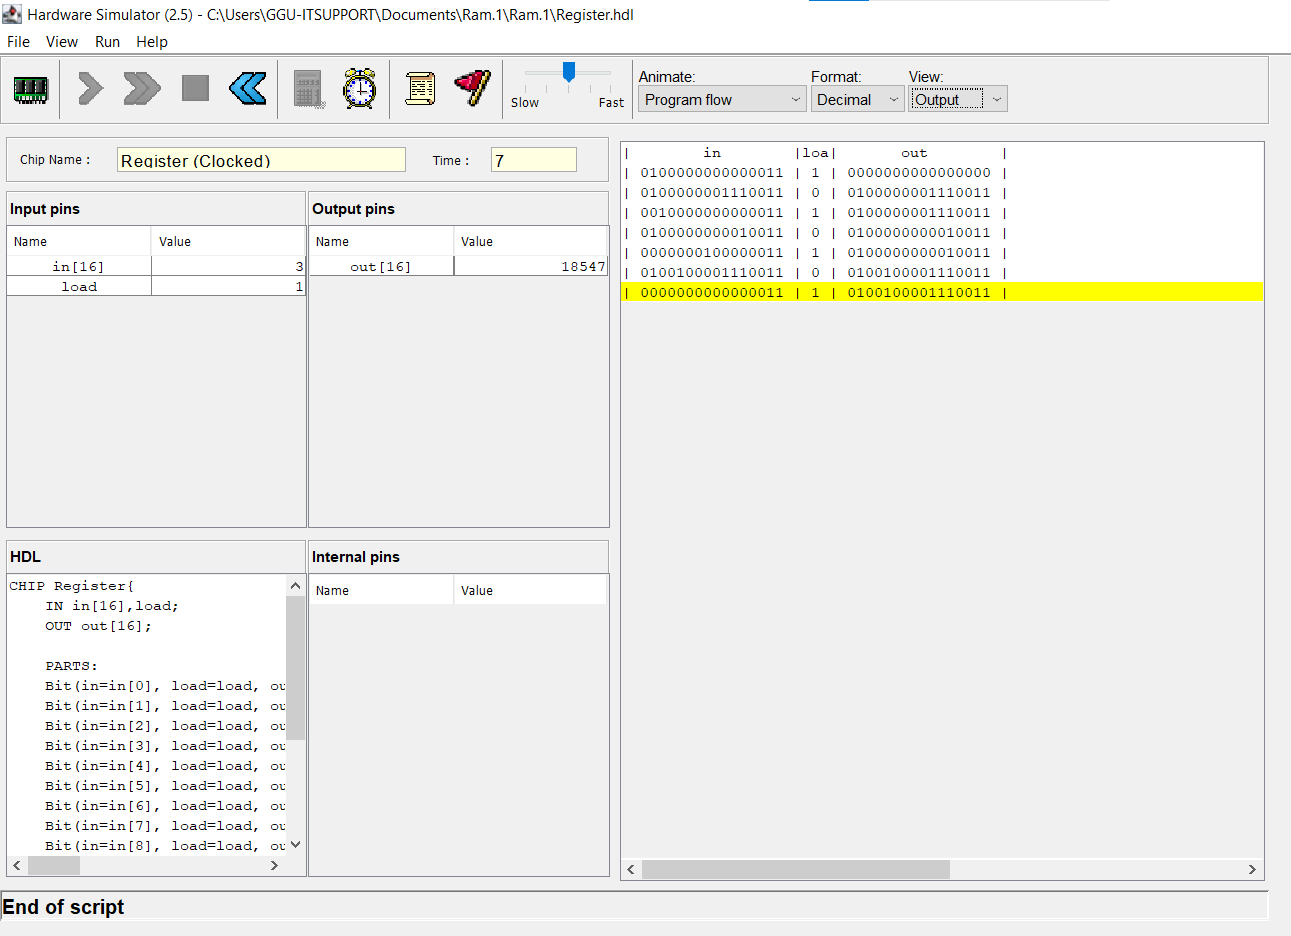 Hardware Simulator (2.5) - C:\Users\GGU-ITSUPPORT\Documents\Ram.1\Ram.1\Register.hdl
File View Run Help
Slow Fast
Animate: Format: View:
Program flow Decimal Output
Chip Name : Register (Clocked) Time : 7
Input pins
Name Value
in[16] 3
load 1
Output pins
Name Value
out[16] 18547
HDL
CHIP Register{
IN in[16],load;
OUT out[16];
PARTS:
Bit(in=in[0], load=load, ou
Bit(in=in[1], load=load, ou
Bit(in=in[2], load=load, ou
Bit(in=in[3], load=load, ou
Bit(in=in[4], load=load, ou
Bit(in=in[5], load=load, ou
Bit(in=in[6], load=load, ou
Bit(in=in[7], load=load, ou
Bit(in=in[8], load=load, ou
Internal pins
Name Value
| in |loa| out |
| 0100000000000011 | 1 | 0000000000000000 |
| 0100000001110011 | 0 | 0100000001110011 |
| 0010000000000011 | 1 | 0100000001110011 |
| 0100000000010011 | 0 | 0100000000010011 |
| 0000000100000011 | 1 | 0100000000010011 |
| 0100100001110011 | 0 | 0100100001110011 |
| 0000000000000011 | 1 | 0100100001110011 |
End of script